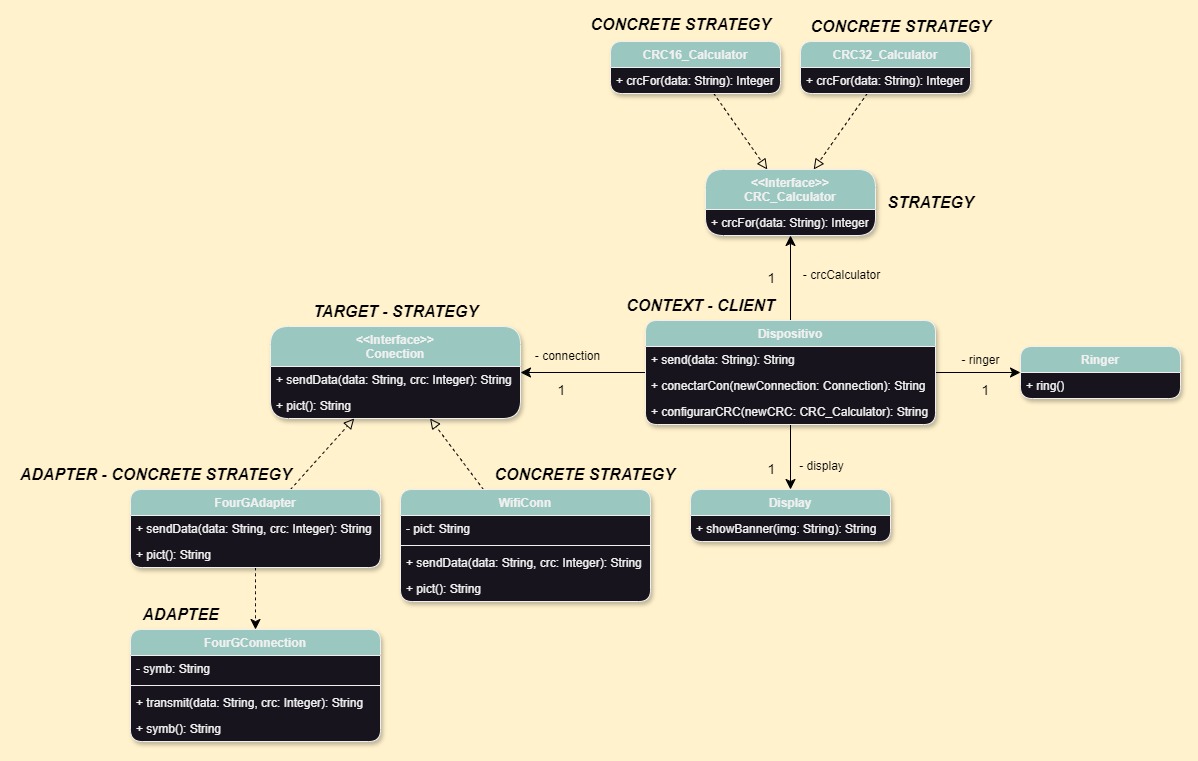 CONCRETE STRATEGY
CONCRETE STRATEGY
CRC16_Calculator
+ crcFor(data: String): Integer
CRC32_Calculator
+ crcFor(data: String): Integer
<<Interface>>
CRC_Calculator
+ crcFor(data: String): Integer
STRATEGY
1
- crcCalculator
CONTEXT - CLIENT
TARGET - STRATEGY
<<Interface>>
Conection
+ sendData(data: String, crc: Integer): String
+ pict(): String
- connection
1
Dispositivo
+ send(data: String): String
+ conectarCon(newConnection: Connection): String
+ configurarCRC(newCRC: CRC_Calculator): String
- ringer
1
Ringer
+ ring()
1
- display
Display
+ showBanner(img: String): String
ADAPTER - CONCRETE STRATEGY
FourGAdapter
+ sendData(data: String, crc: Integer): String
+ pict(): String
CONCRETE STRATEGY
WifiConn
- pict: String
+ sendData(data: String, crc: Integer): String
+ pict(): String
ADAPTEE
FourGConnection
- symb: String
+ transmit(data: String, crc: Integer): String
+ symb(): String